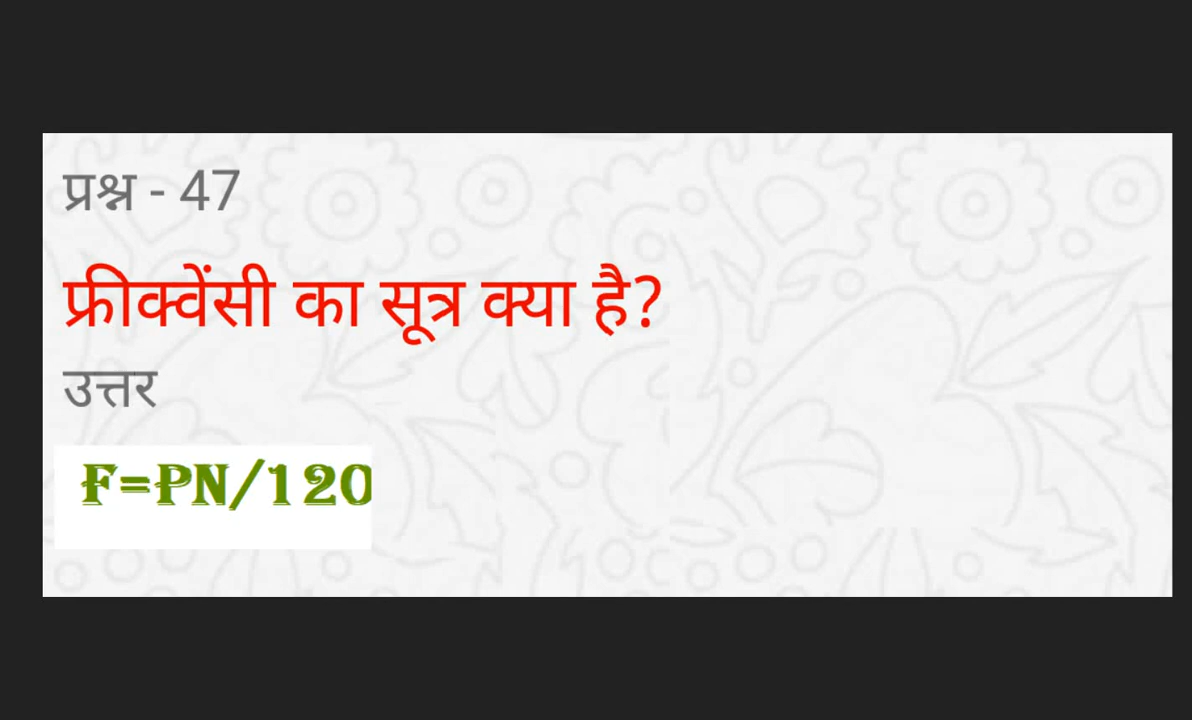 प्रश्न - 47
फ्रीक्वेंसी का सूत्र क्या है?
उत्तर
F=PN/120